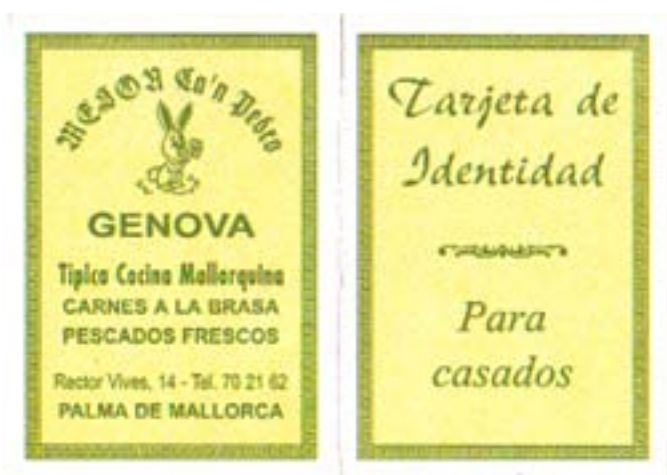 MESON Ca'n Pedro
GENOVA
Tipica Cocina Mallorquina
CARNES A LA BRASA
PESCADOS FRESCOS
Rector Vives, 14 - Tel. 70 21 62
PALMA DE MALLORCA
Tarjeta de
Identidad
Para
casados